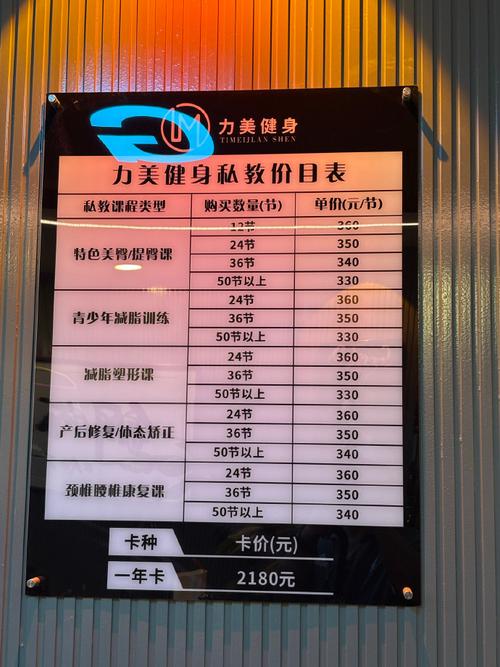 力美健身
TIMEIJIAN SHEN
力美健身私教价目表
私教课程类型 购买数量(节) 单价(元/节)
特色美臀/提臀课 12节 360
24节 350
36节 340
50节以上 330
青少年减脂训练 24节 360
36节 350
50节以上 330
减脂塑形课 24节 360
36节 350
50节以上 330
产后修复/体态矫正 24节 360
36节 350
50节以上 340
颈椎腰椎康复课 24节 360
36节 350
50节以上 340
卡种 卡价(元)
一年卡 2180元